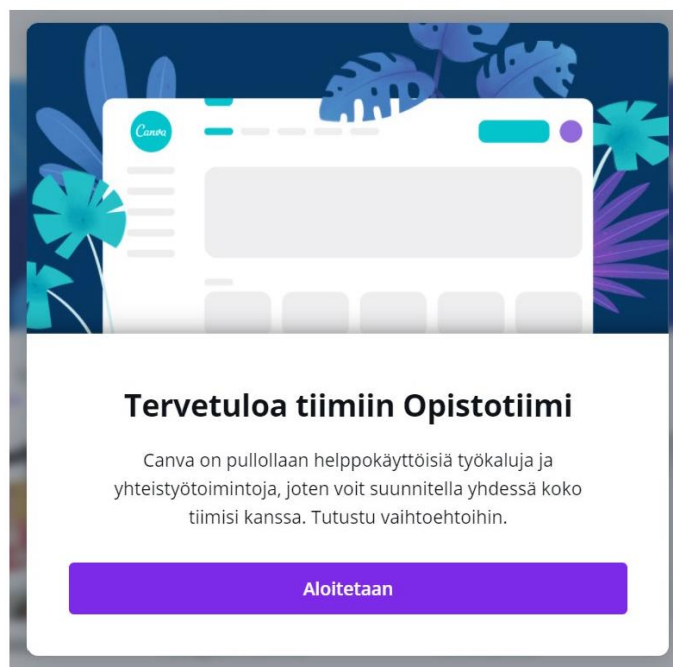 Canva
Tervetuloa tiimiin Opistotiimi
Canva on pullollaan helppokäyttöisiä työkaluja ja
yhteistyötoimintoja, joten voit suunnitella yhdessä koko
tiimisi kanssa. Tutustu vaihtoehtoihin.
Aloitetaan